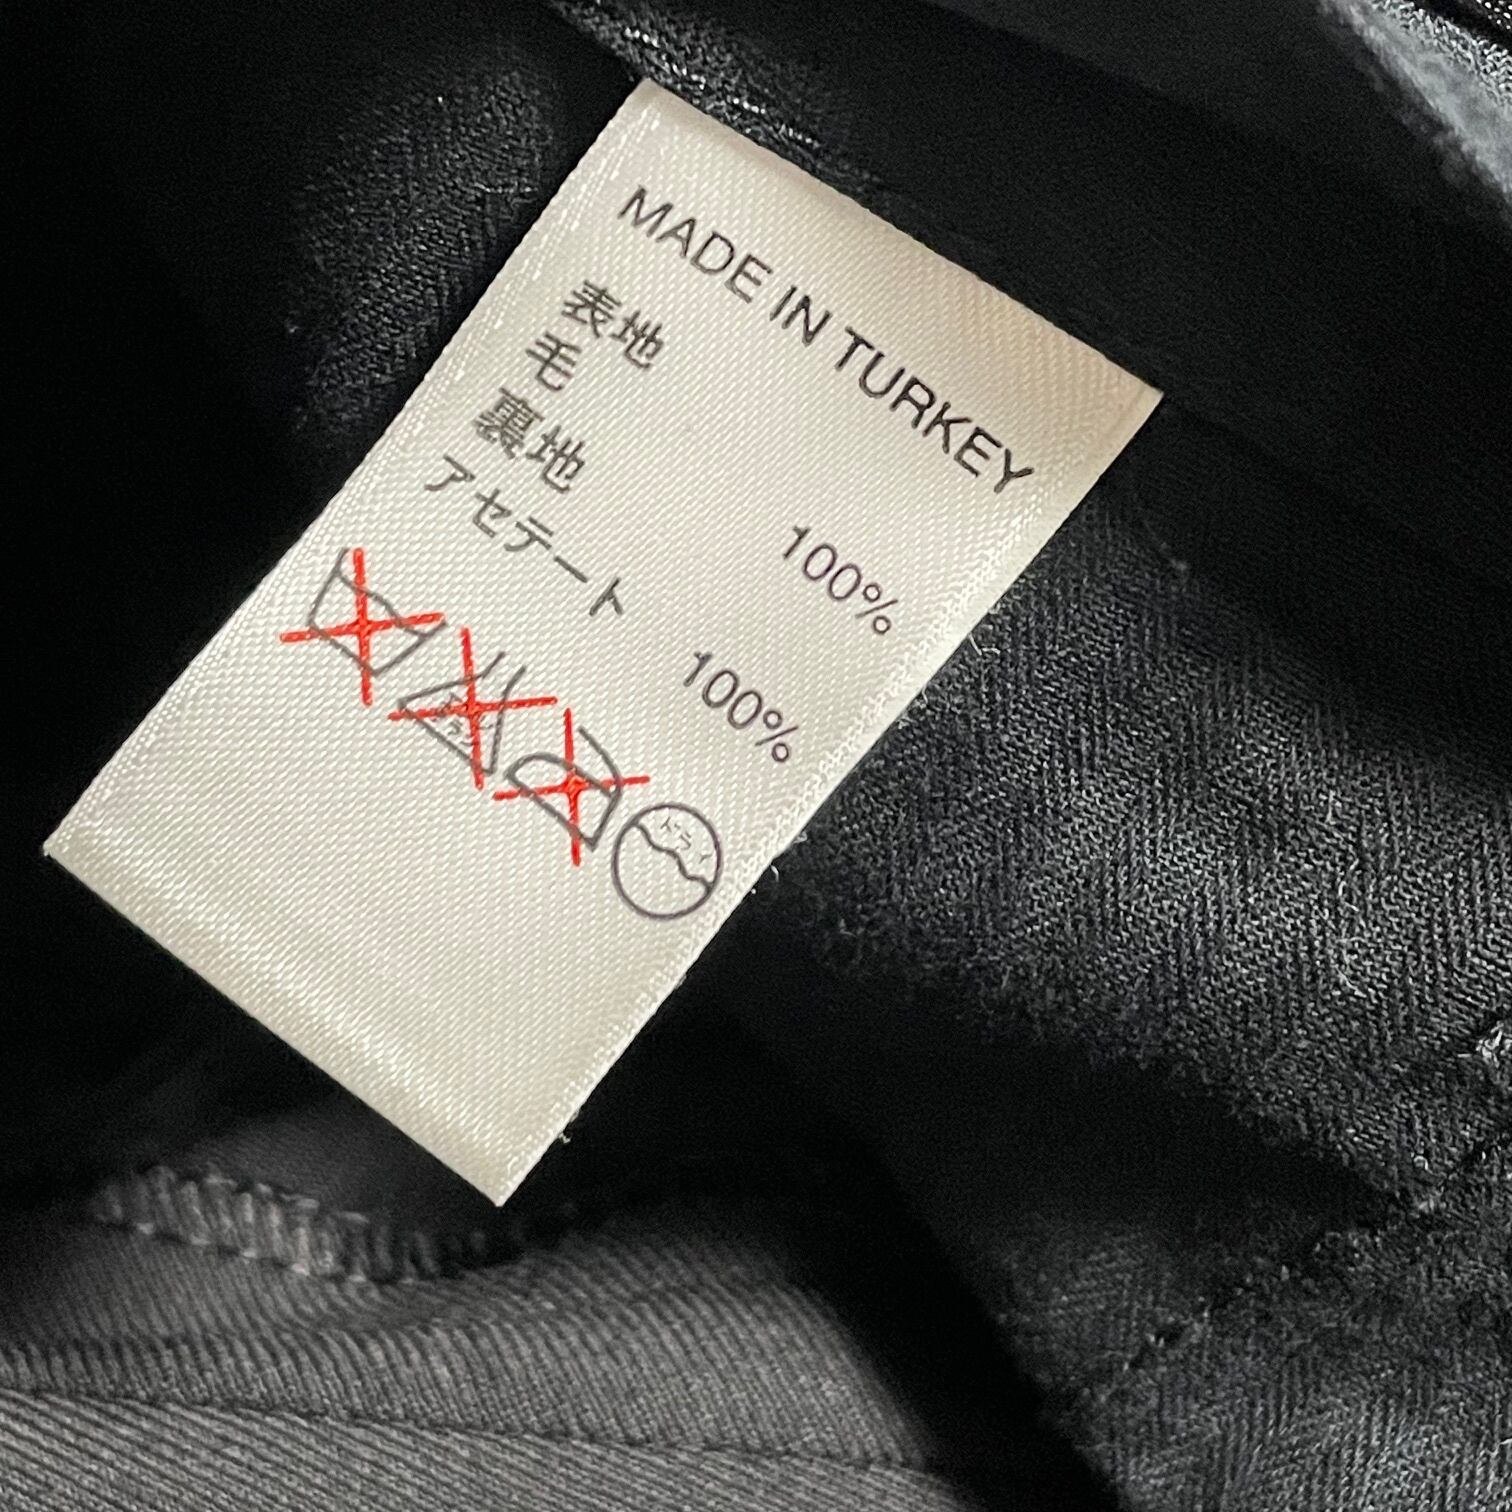 MADE IN TURKEY
表地
毛 100%
裏地
アセテート 100%
ドライ